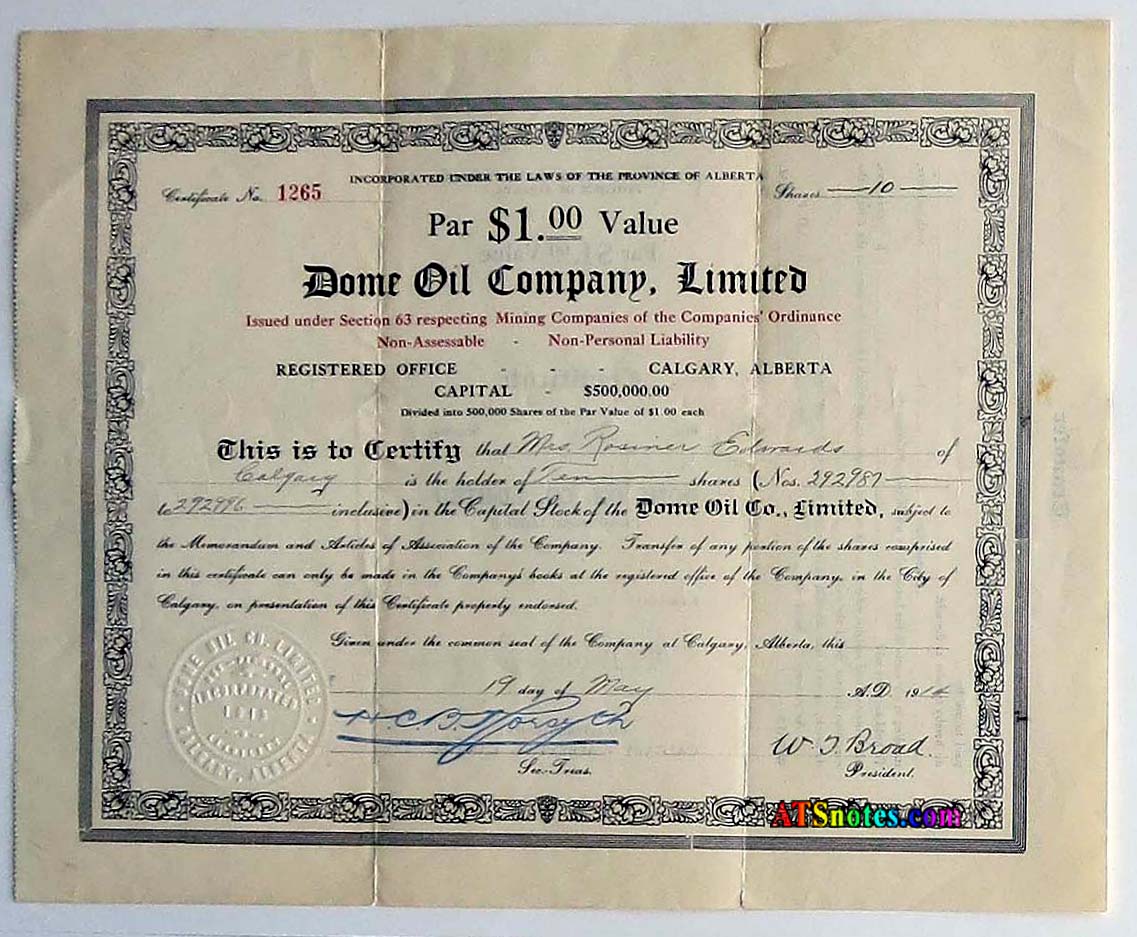 INCORPORATED UNDER THE LAWS OF THE PROVINCE OF ALBERTA
Certificate No. 1265
Shares 10
Par $1.00 Value
Dome Oil Company, Limited
Issued under Section 63 respecting Mining Companies of the Companies' Ordinance
Non-Assessable - Non-Personal Liability
REGISTERED OFFICE - - - CALGARY, ALBERTA
CAPITAL - $500,000.00
Divided into 500,000 Shares of the Par Value of $1.00 each
This is to Certify that Mrs. Rosiner Edwards of
Calgary is the holder of Ten shares (Nos. 292987
to 292996 inclusive) in the Capital Stock of the Dome Oil Co., Limited, subject to
the Memorandum and Articles of Association of the Company. Transfer of any portion of the shares comprised
in this certificate can only be made in the Company's books at the registered office of the Company, in the City of
Calgary, on presentation of this Certificate properly endorsed.
Given under the common seal of the Company at Calgary, Alberta, this
19 day of May A.D. 1914
H.C.B. Forsyth
Sec-Treas.
W. T. Broad.
President.
DOME OIL CO. LIMITED
INCORPORATED
CALGARY, ALBERTA
ATSnotes.com